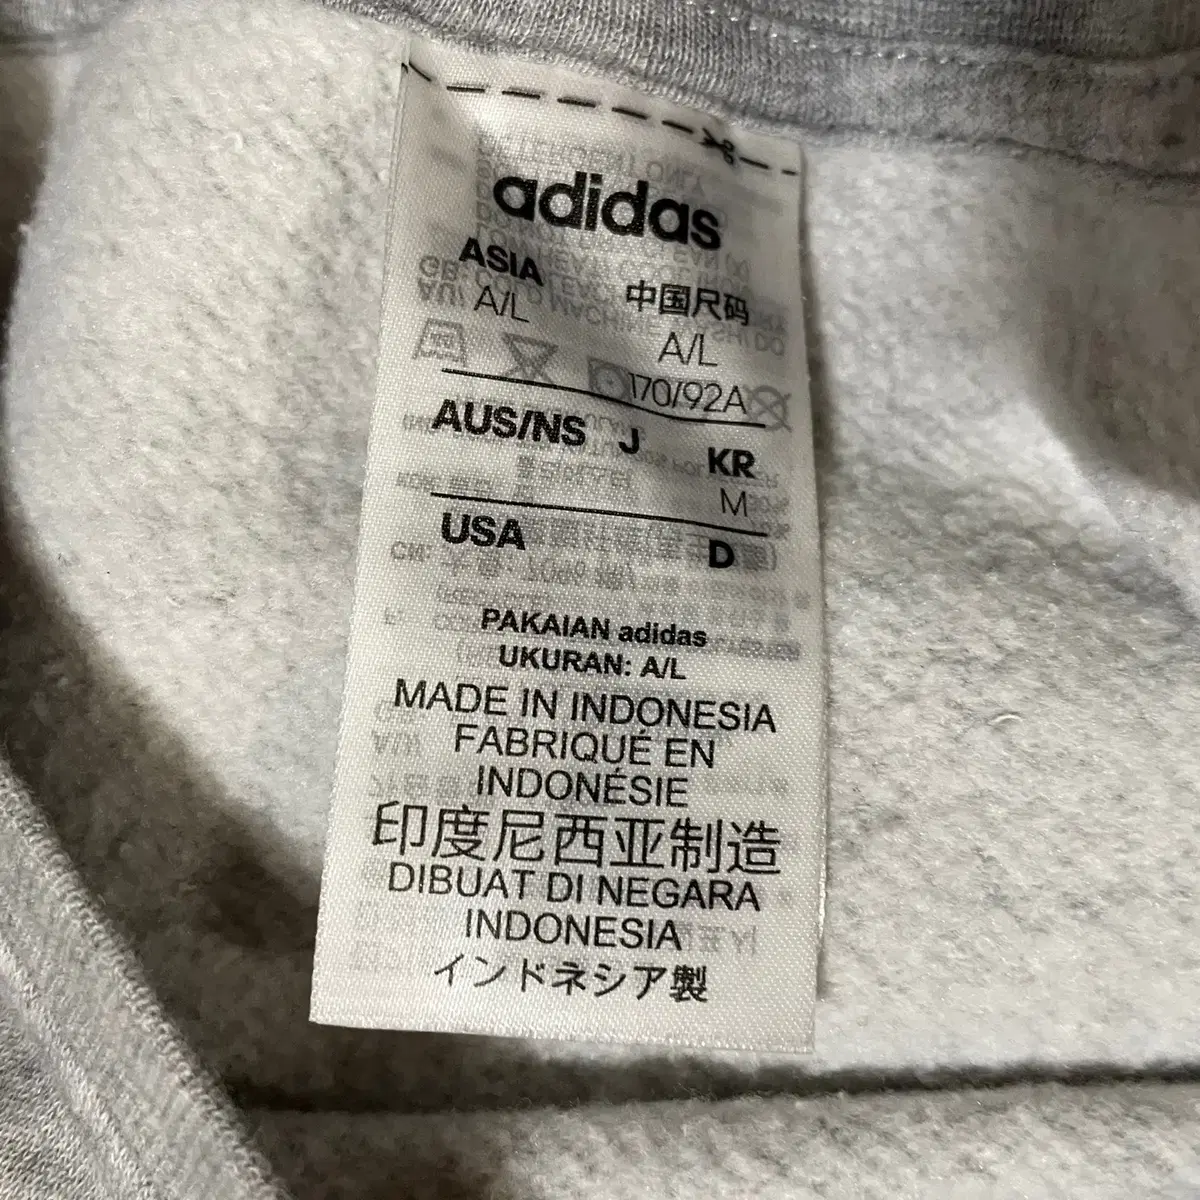 adidas
ASIA 中国尺码
A/L A/L
170/92A
AUS/NS J KR
M
USA D
PAKAIAN adidas
UKURAN: A/L
MADE IN INDONESIA
FABRIQUÉ EN
INDONÉSIE
印度尼西亚制造
DIBUAT DI NEGARA
INDONESIA
インドネシア製